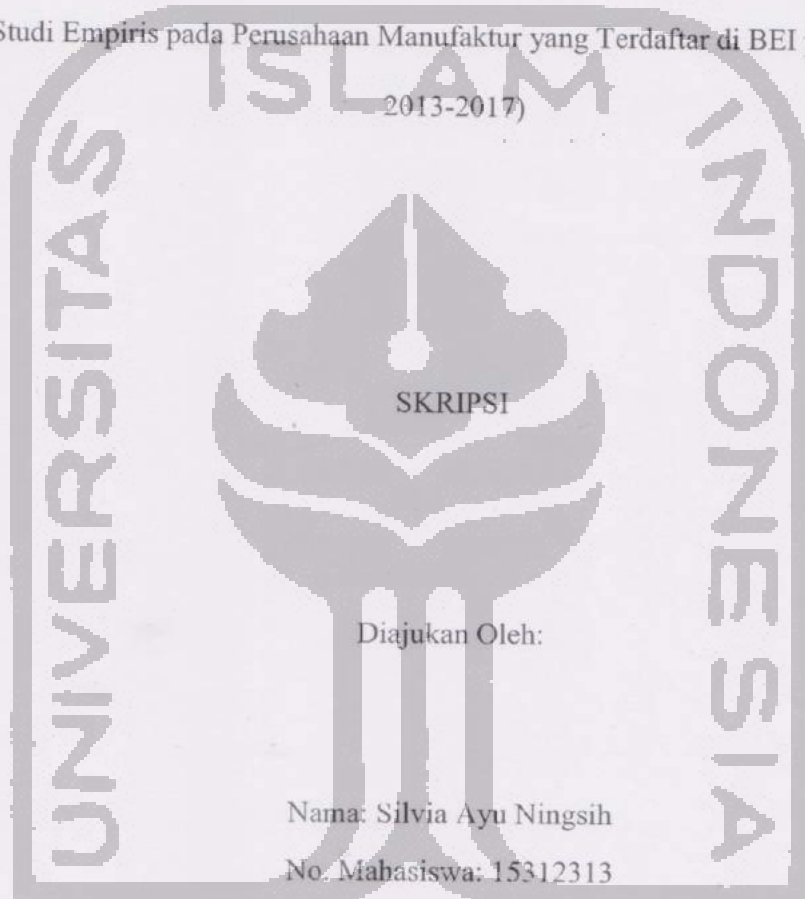 Studi Empiris pada Perusahaan Manufaktur yang Terdaftar di BEI
2013-2017)
SKRIPSI
Diajukan Oleh:
Nama: Silvia Ayu Ningsih
No. Mahasiswa: 15312313
UNIVERSITAS
ISLAM
INDONESIA